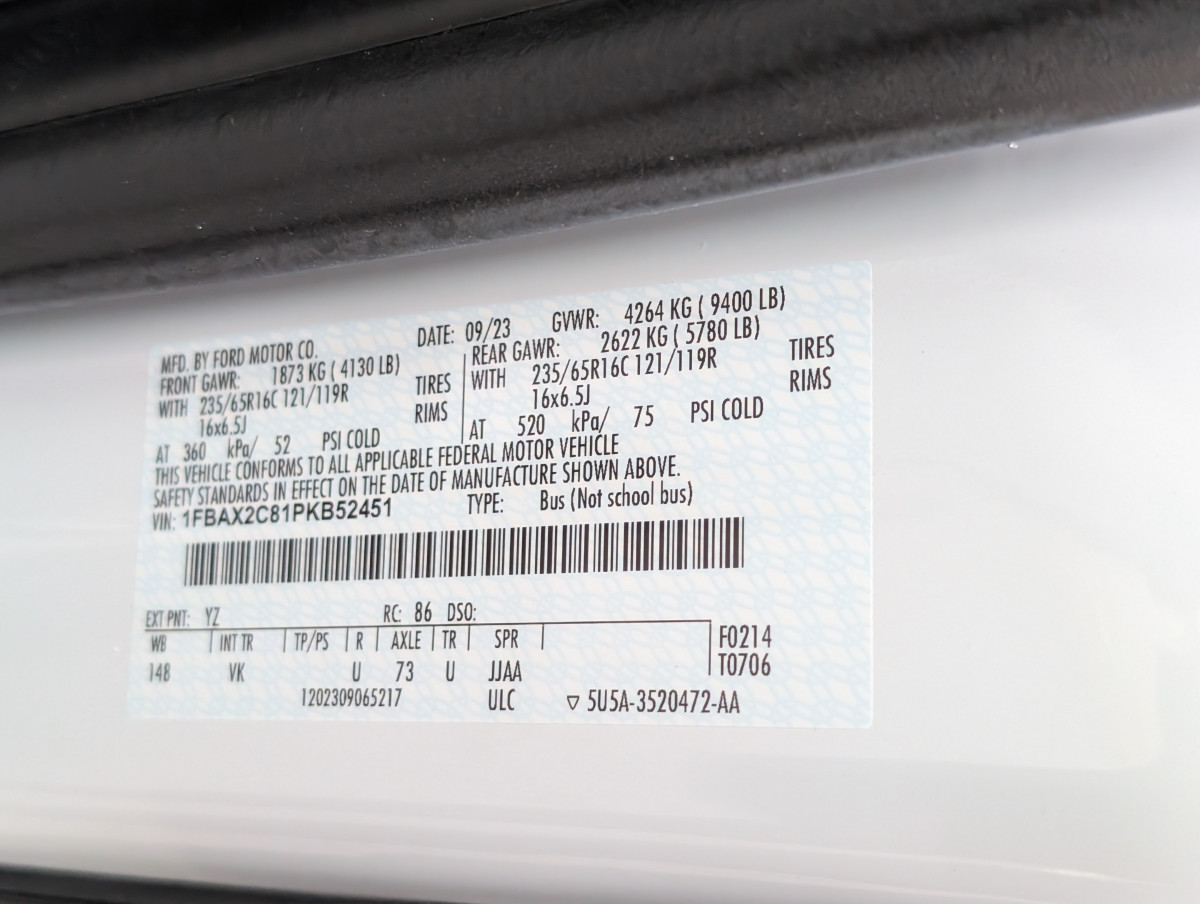 MFD. BY FORD MOTOR CO. DATE: 09/23 GVWR: 4264 KG ( 9400 LB)
FRONT GAWR: 1873 KG ( 4130 LB) REAR GAWR: 2622 KG ( 5780 LB)
WITH 235/65R16C 121/119R TIRES WITH 235/65R16C 121/119R TIRES
16x6.5J RIMS 16x6.5J RIMS
AT 360 kPa/ 52 PSI COLD AT 520 kPa/ 75 PSI COLD
THIS VEHICLE CONFORMS TO ALL APPLICABLE FEDERAL MOTOR VEHICLE
SAFETY STANDARDS IN EFFECT ON THE DATE OF MANUFACTURE SHOWN ABOVE.
VIN: 1FBAX2C81PKB52451 TYPE: Bus (Not school bus)
EXT PNT: YZ RC: 86 DSO:
WB INT TR TP/PS R AXLE TR SPR F0214
148 VK U 73 U JJAA T0706
1202309065217 ULC ▽ 5U5A-3520472-AA